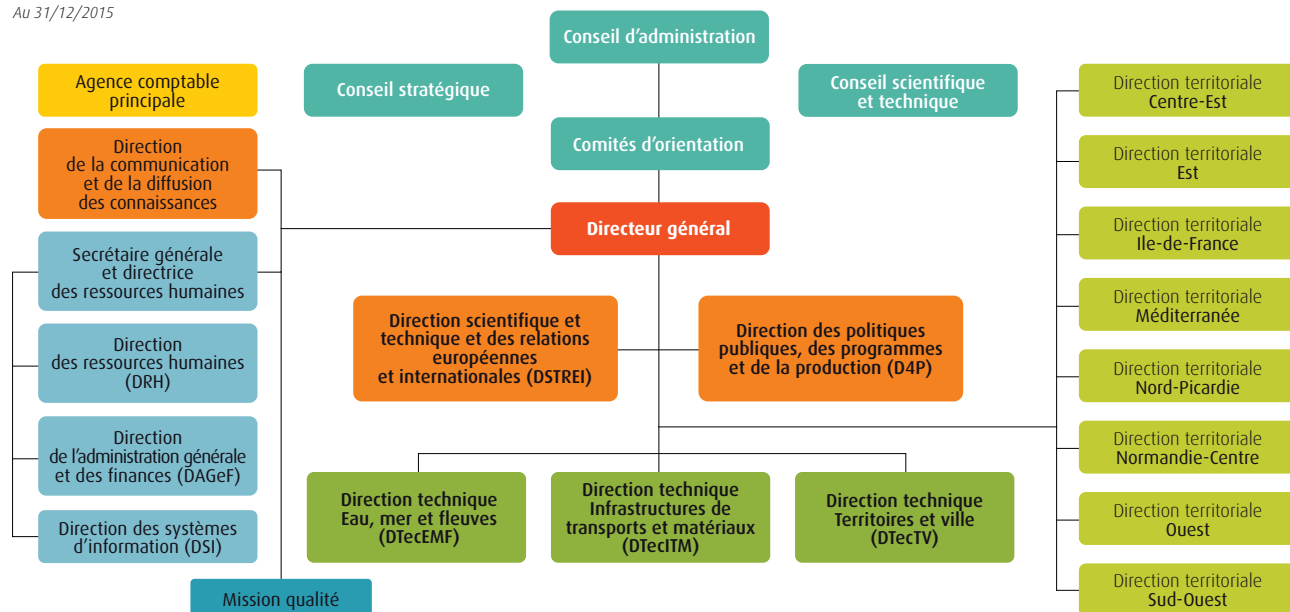 Au 31/12/2015
Conseil d’administration
Agence comptable
principale
Conseil stratégique
Conseil scientifique
et technique
Comités d’orientation
Directeur général
Direction
de la communication
et de la diffusion
des connaissances
Secrétaire générale
et directrice
des ressources humaines
Direction
des ressources humaines
(DRH)
Direction
de l’administration générale
et des finances (DAGeF)
Direction des systèmes
d’information (DSI)
Mission qualité
Direction scientifique et
technique et des relations
européennes
et internationales (DSTREI)
Direction des politiques
publiques, des programmes
et de la production (D4P)
Direction technique
Eau, mer et fleuves
(DTecEMF)
Direction technique
Infrastructures de
transports et matériaux
(DTecITM)
Direction technique
Territoires et ville
(DTecTV)
Direction territoriale
Centre-Est
Direction territoriale
Est
Direction territoriale
Ile-de-France
Direction territoriale
Méditerranée
Direction territoriale
Nord-Picardie
Direction territoriale
Normandie-Centre
Direction territoriale
Ouest
Direction territoriale
Sud-Ouest